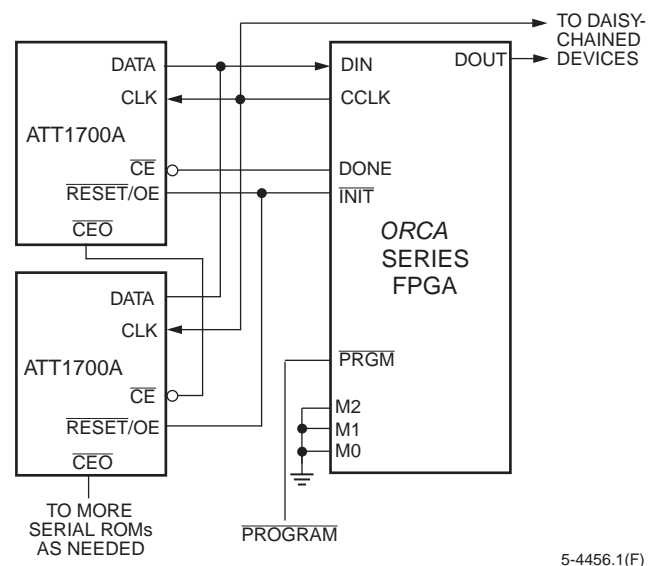 TO DAISY-
CHAINED
DEVICES
DATA
CLK
ATT1700A
CE
RESET/OE
CEO
DIN
DOUT
CCLK
DONE
INIT
ORCA
SERIES
FPGA
PRGM
M2
M1
M0
DATA
CLK
ATT1700A
CE
RESET/OE
CEO
TO MORE
SERIAL ROMs
AS NEEDED
PROGRAM
5-4456.1(F)